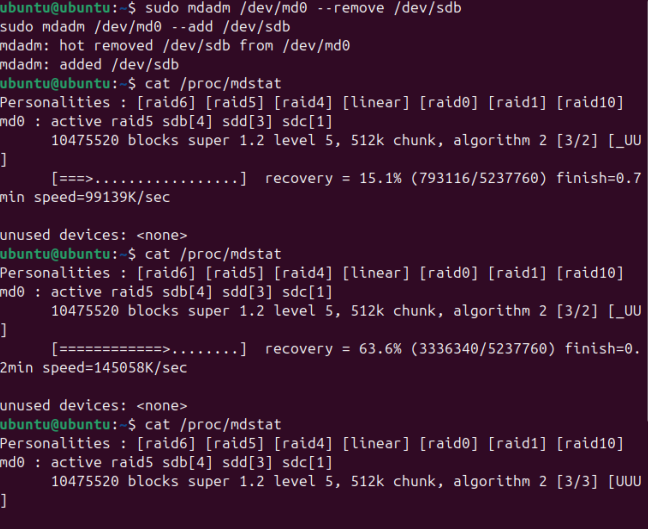 ubuntu@ubuntu:~$ sudo mdadm /dev/md0 --remove /dev/sdb
sudo mdadm /dev/md0 --add /dev/sdb
mdadm: hot removed /dev/sdb from /dev/md0
mdadm: added /dev/sdb
ubuntu@ubuntu:~$ cat /proc/mdstat
Personalities : [raid6] [raid5] [raid4] [linear] [raid0] [raid1] [raid10]
md0 : active raid5 sdb[4] sdd[3] sdc[1]
      10475520 blocks super 1.2 level 5, 512k chunk, algorithm 2 [3/2] [_UU
]
      [===>.................]  recovery = 15.1% (793116/5237760) finish=0.7
min speed=99139K/sec

unused devices: <none>
ubuntu@ubuntu:~$ cat /proc/mdstat
Personalities : [raid6] [raid5] [raid4] [linear] [raid0] [raid1] [raid10]
md0 : active raid5 sdb[4] sdd[3] sdc[1]
      10475520 blocks super 1.2 level 5, 512k chunk, algorithm 2 [3/2] [_UU
]
      [============>........]  recovery = 63.6% (3336340/5237760) finish=0.
2min speed=145058K/sec

unused devices: <none>
ubuntu@ubuntu:~$ cat /proc/mdstat
Personalities : [raid6] [raid5] [raid4] [linear] [raid0] [raid1] [raid10]
md0 : active raid5 sdb[4] sdd[3] sdc[1]
      10475520 blocks super 1.2 level 5, 512k chunk, algorithm 2 [3/3] [UUU
]